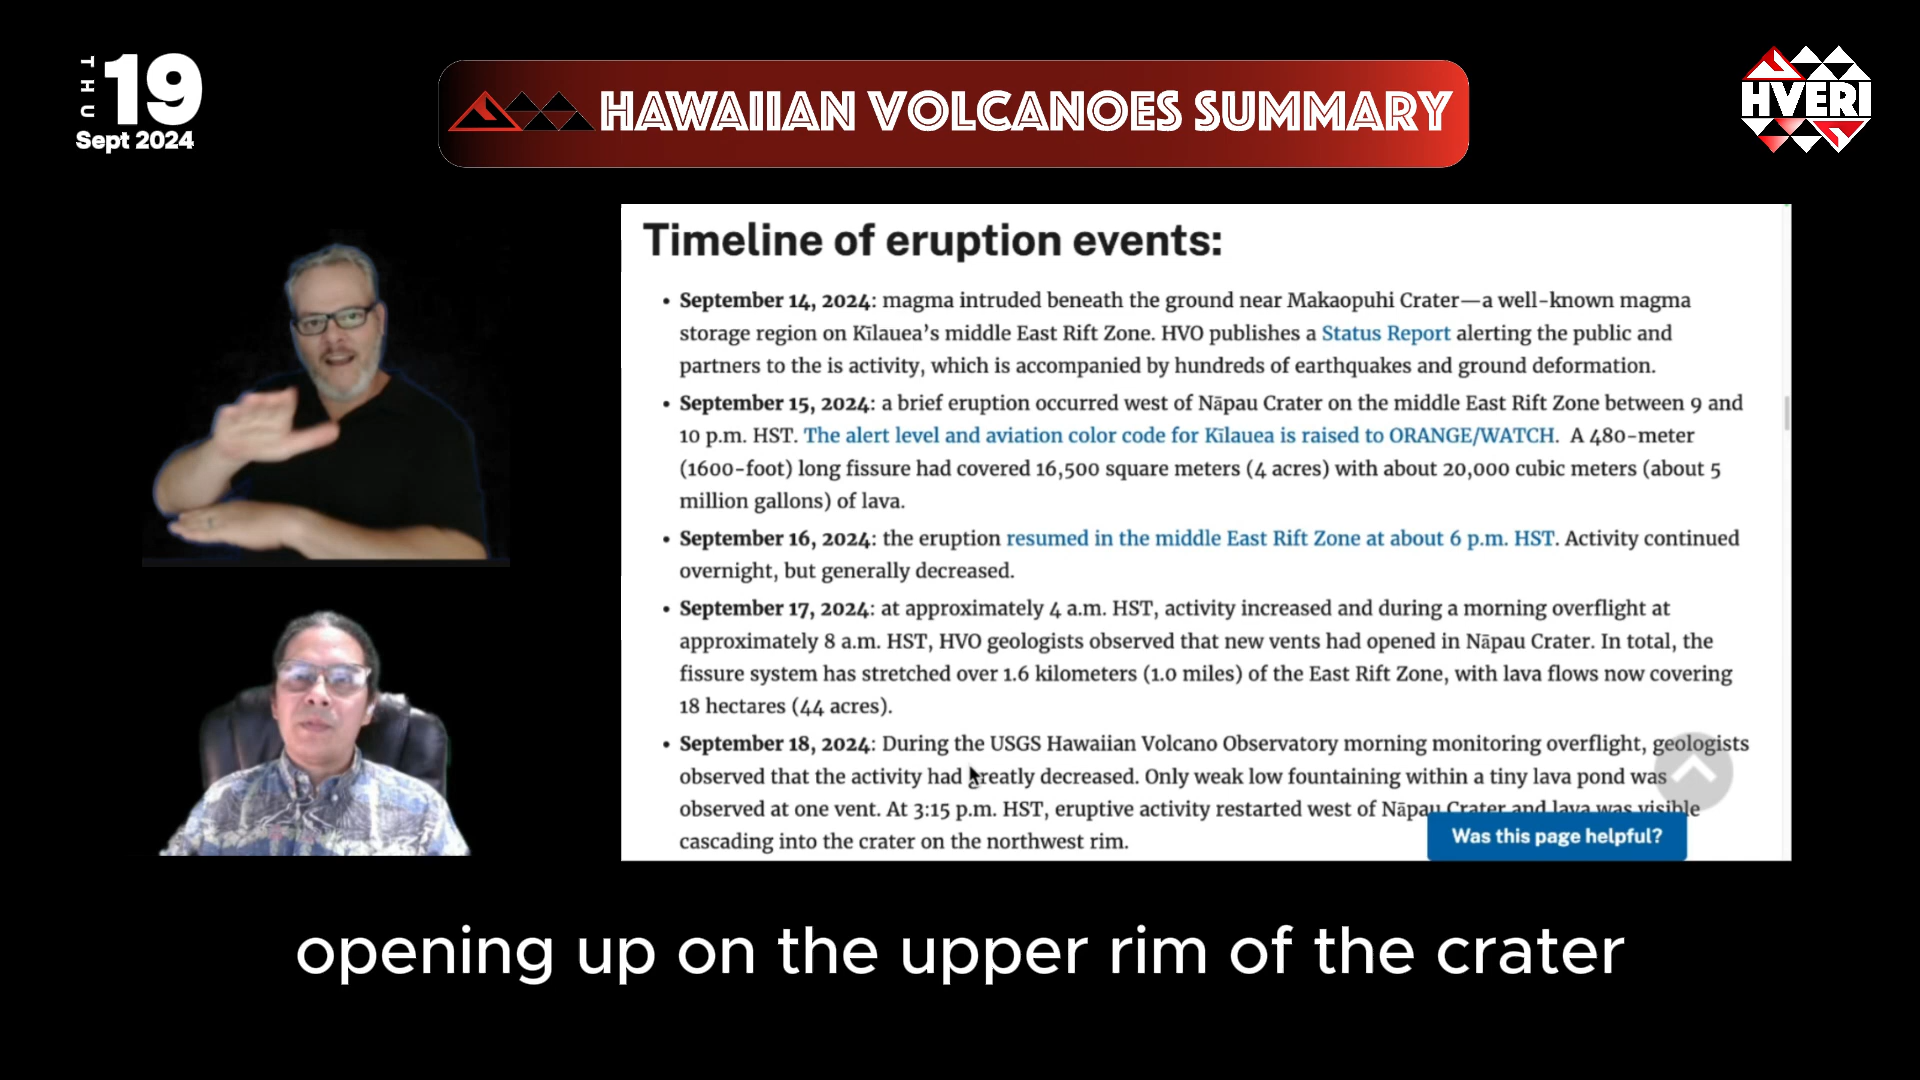 THU
19
Sept 2024
HAWAIIAN VOLCANOES SUMMARY
HVERI
Timeline of eruption events:
• September 14, 2024: magma intruded beneath the ground near Makaopuhi Crater—a well-known magma
storage region on Kīlauea’s middle East Rift Zone. HVO publishes a Status Report alerting the public and
partners to the is activity, which is accompanied by hundreds of earthquakes and ground deformation.
• September 15, 2024: a brief eruption occurred west of Nāpau Crater on the middle East Rift Zone between 9 and
10 p.m. HST. The alert level and aviation color code for Kīlauea is raised to ORANGE/WATCH. A 480-meter
(1600-foot) long fissure had covered 16,500 square meters (4 acres) with about 20,000 cubic meters (about 5
million gallons) of lava.
• September 16, 2024: the eruption resumed in the middle East Rift Zone at about 6 p.m. HST. Activity continued
overnight, but generally decreased.
• September 17, 2024: at approximately 4 a.m. HST, activity increased and during a morning overflight at
approximately 8 a.m. HST, HVO geologists observed that new vents had opened in Nāpau Crater. In total, the
fissure system has stretched over 1.6 kilometers (1.0 miles) of the East Rift Zone, with lava flows now covering
18 hectares (44 acres).
• September 18, 2024: During the USGS Hawaiian Volcano Observatory morning monitoring overflight, geologists
observed that the activity had greatly decreased. Only weak low fountaining within a tiny lava pond was
observed at one vent. At 3:15 p.m. HST, eruptive activity restarted west of Nāpau Crater and lava was visible
cascading into the crater on the northwest rim.
Was this page helpful?
opening up on the upper rim of the crater